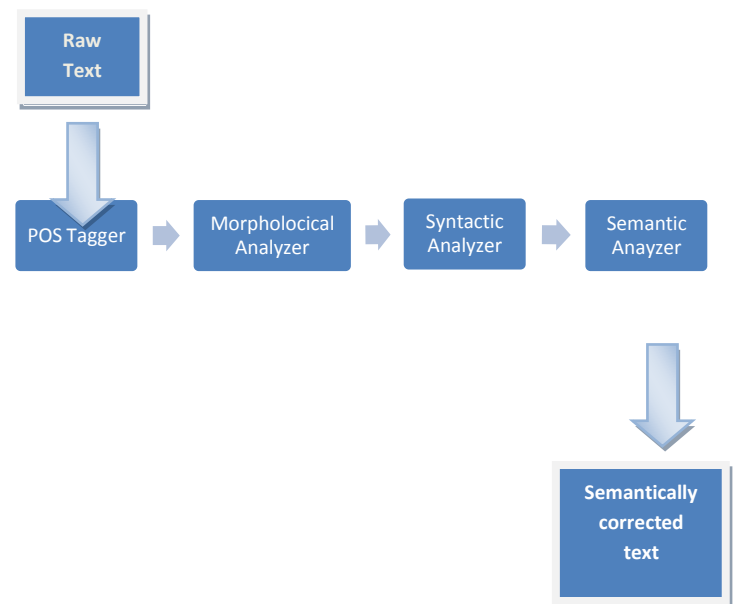 Raw
Text
POS Tagger
Morpholocical
Analyzer
Syntactic
Analyzer
Semantic
Anayzer
Semantically
corrected
text